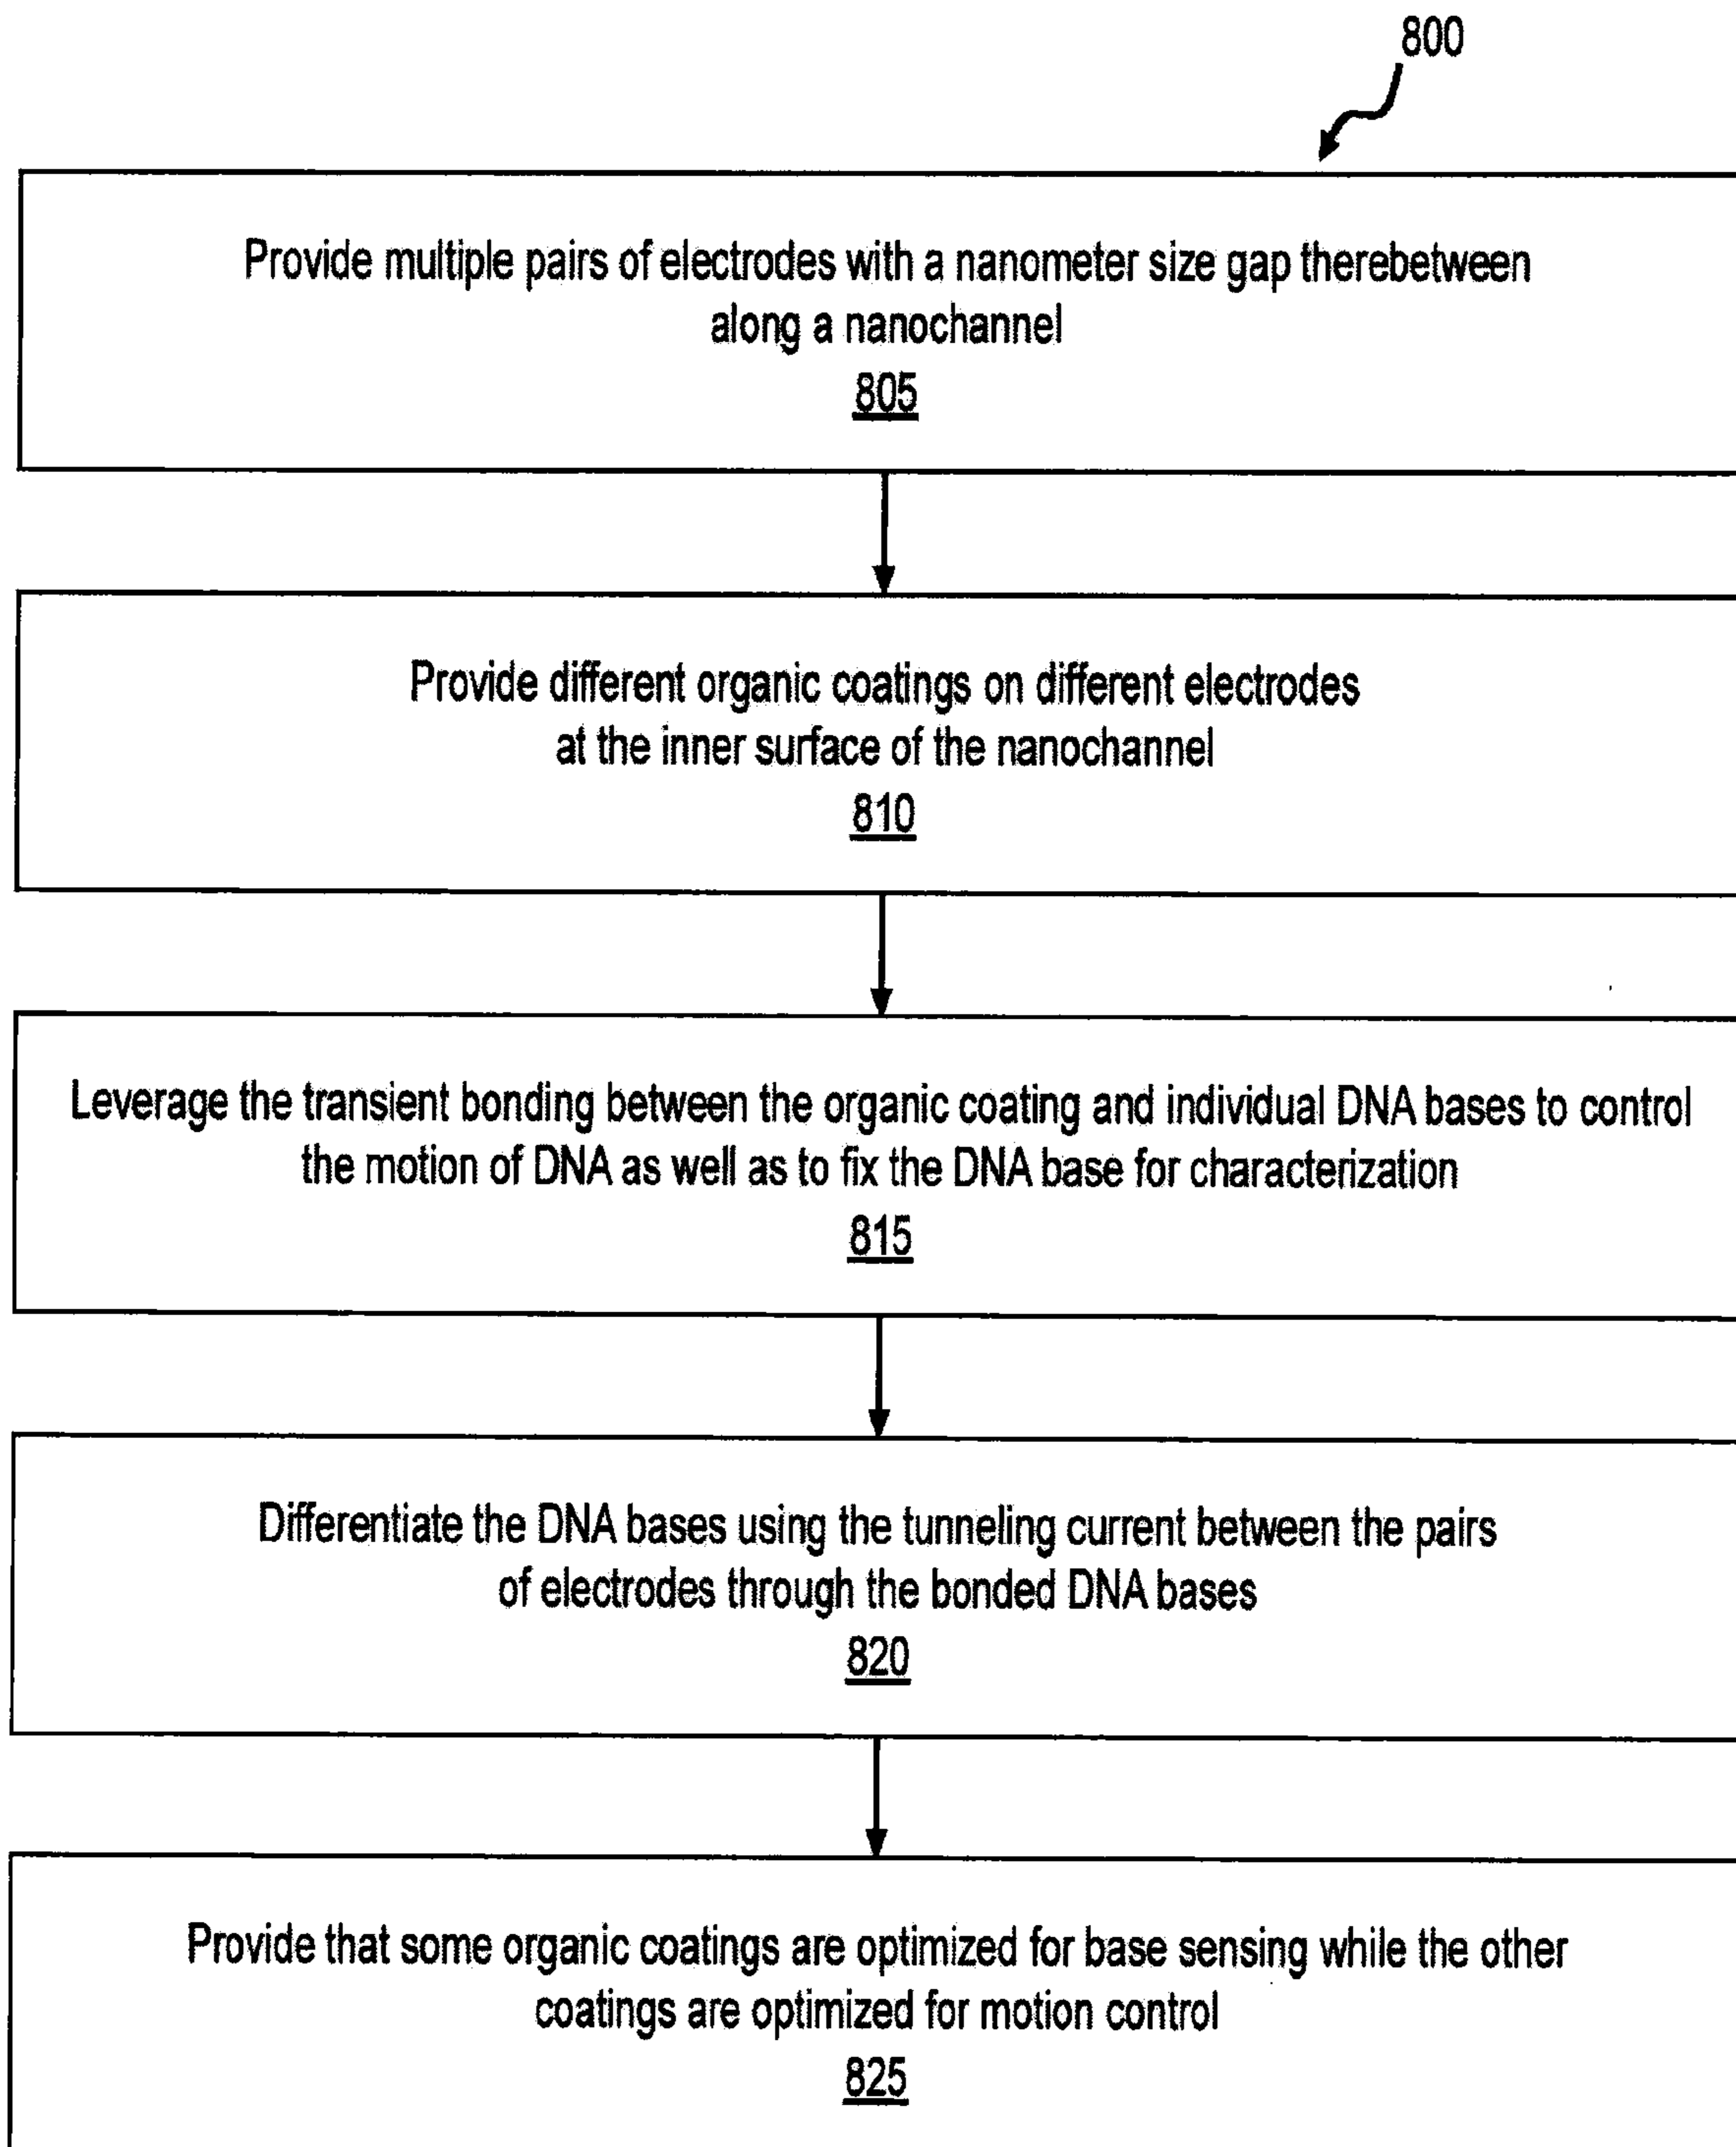 800
Provide multiple pairs of electrodes with a nanometer size gap therebetween
along a nanochannel
805
Provide different organic coatings on different electrodes
at the inner surface of the nanochannel
810
Leverage the transient bonding between the organic coating and individual DNA bases to control
the motion of DNA as well as to fix the DNA base for characterization
815
Differentiate the DNA bases using the tunneling current between the pairs
of electrodes through the bonded DNA bases
820
Provide that some organic coatings are optimized for base sensing while the other
coatings are optimized for motion control
825